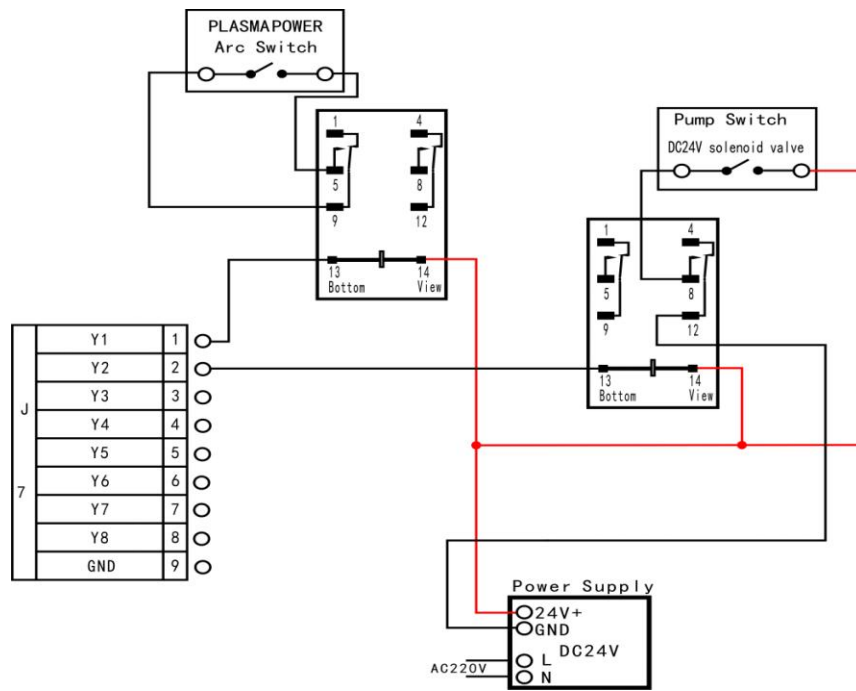 PLASMAPOWER
Arc Switch
1
4
5
8
9
12
13
14
Bottom
View
Pump Switch
DC24V solenoid valve
1
4
5
8
9
12
13
14
Bottom
View
J
7
Y1 1
Y2 2
Y3 3
Y4 4
Y5 5
Y6 6
Y7 7
Y8 8
GND 9
Power Supply
24V+
GND
DC24V
AC220V
L
N